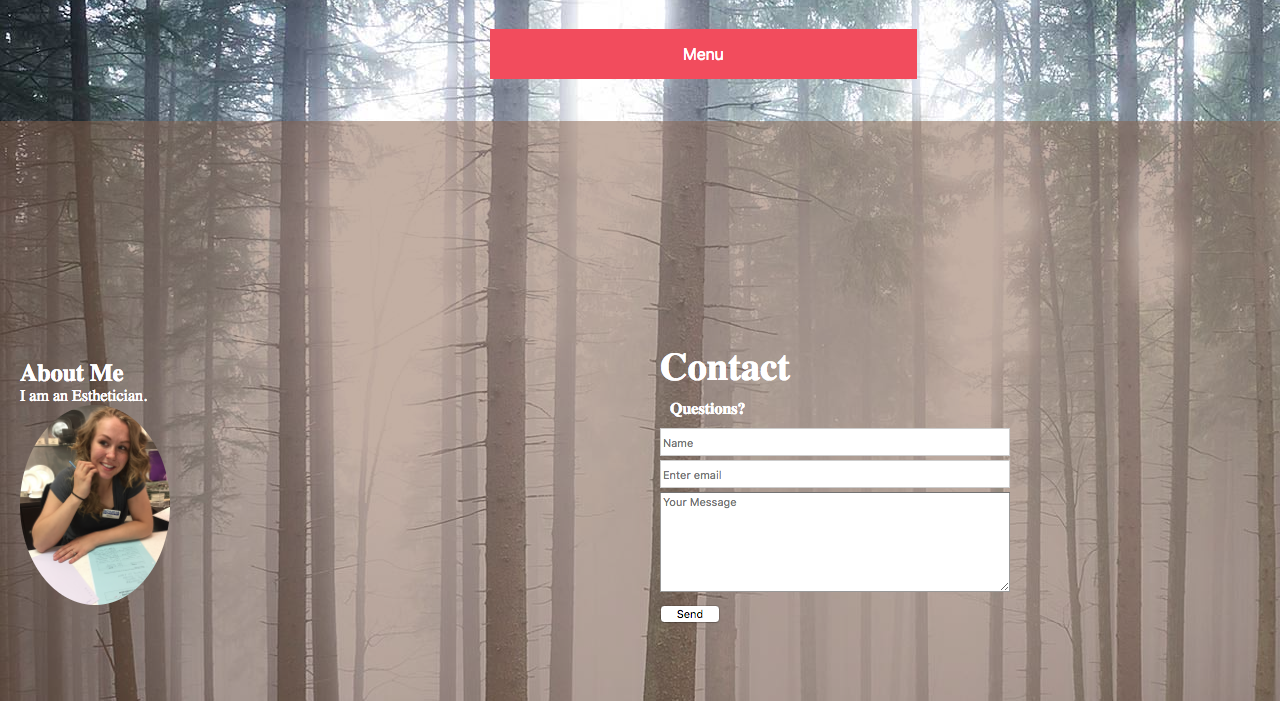 Menu
About Me
I am an Esthetician.
Contact
Questions?
Name
Enter email
Your Message
Send